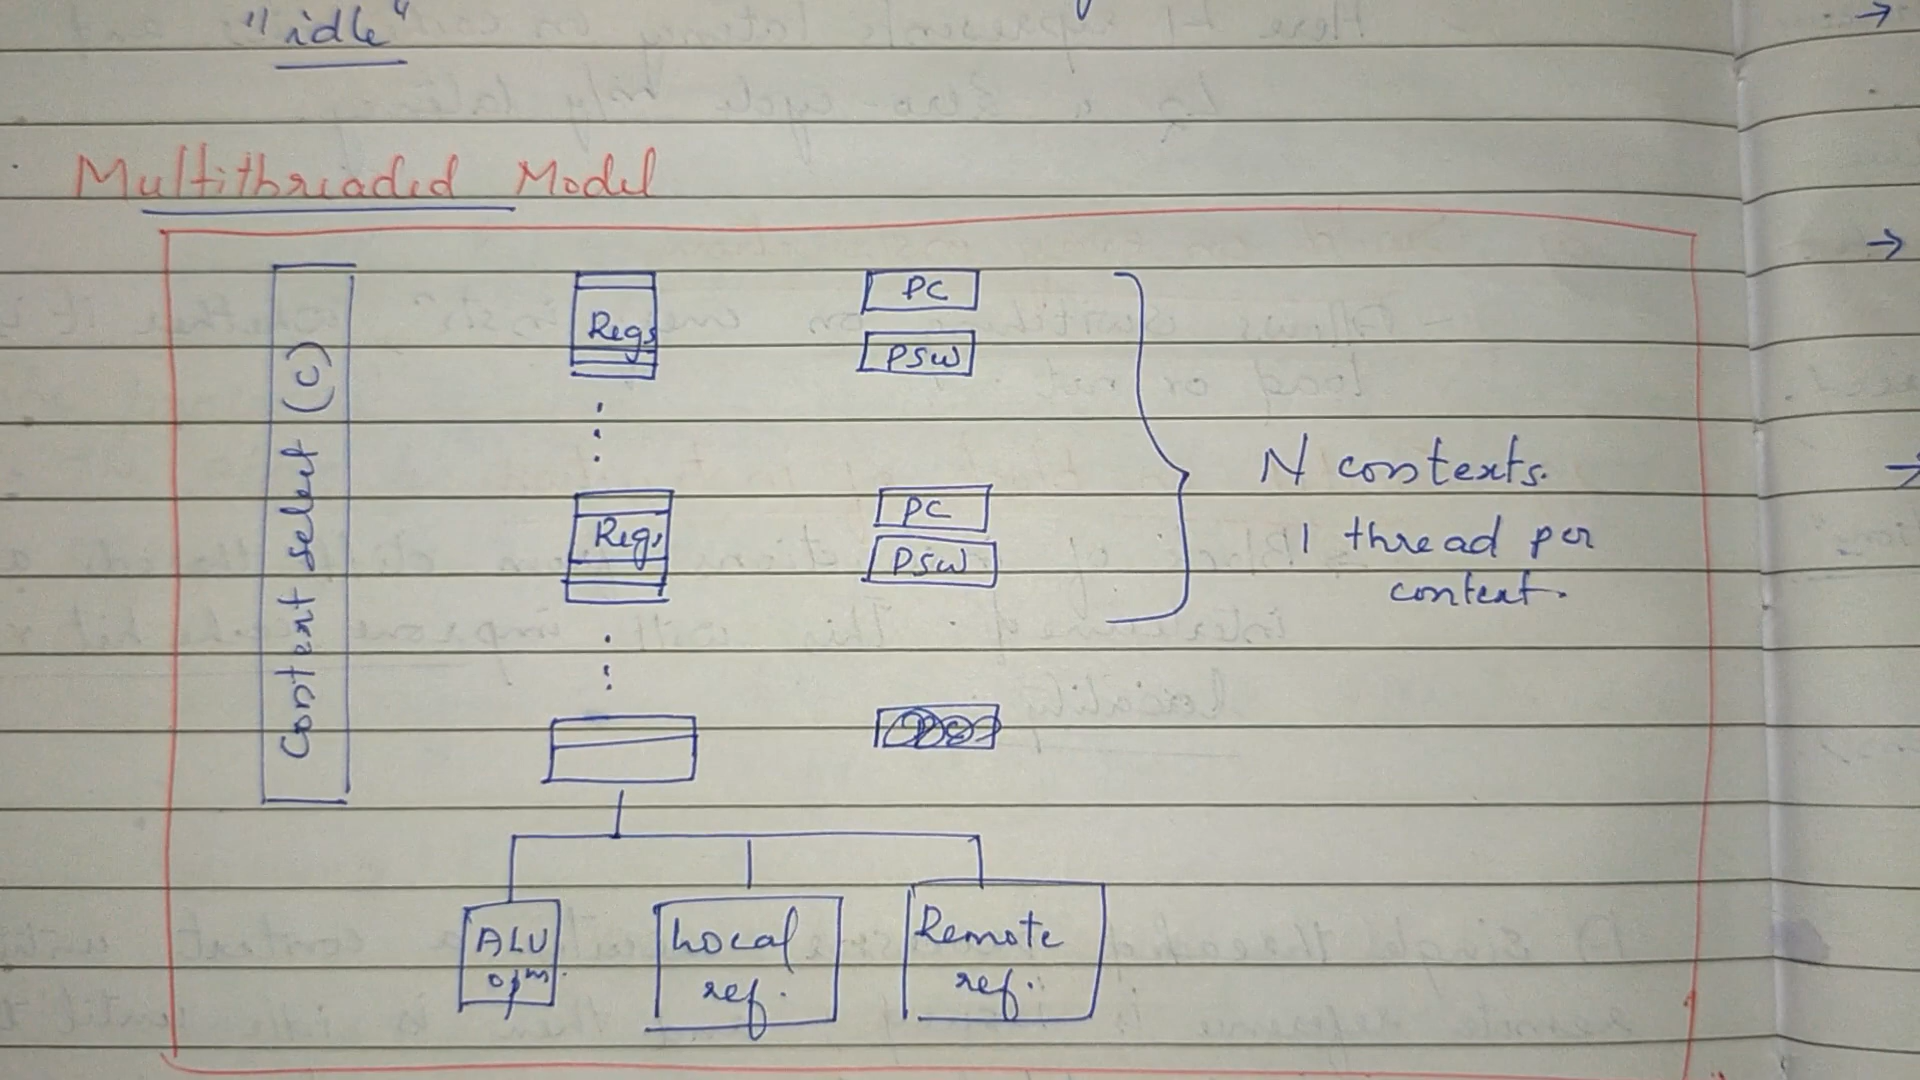 "idle"
Multithreaded Model
Context select (C)
Regs
PC
PSW
Regs
PC
PSW
N contexts.
1 thread per
context.
ALU
opn.
Local
ref.
Remote
ref.